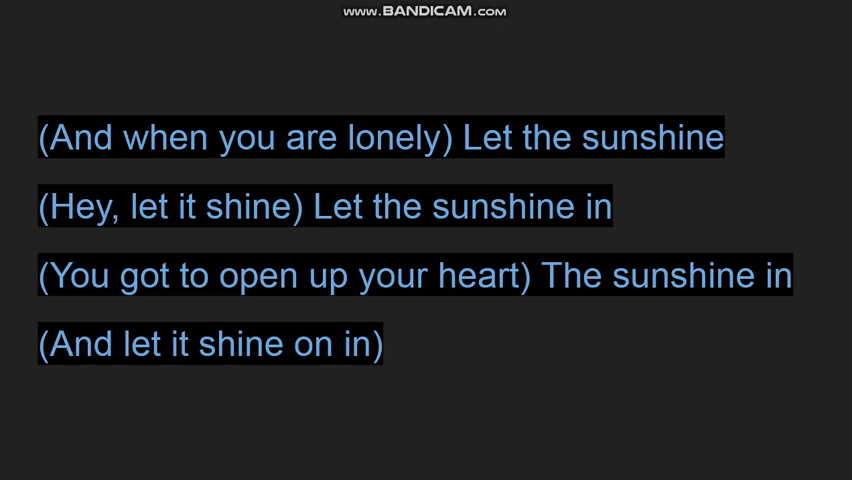 www.BANDICAM.com
(And when you are lonely) Let the sunshine
(Hey, let it shine) Let the sunshine in
(You got to open up your heart) The sunshine in
(And let it shine on in)